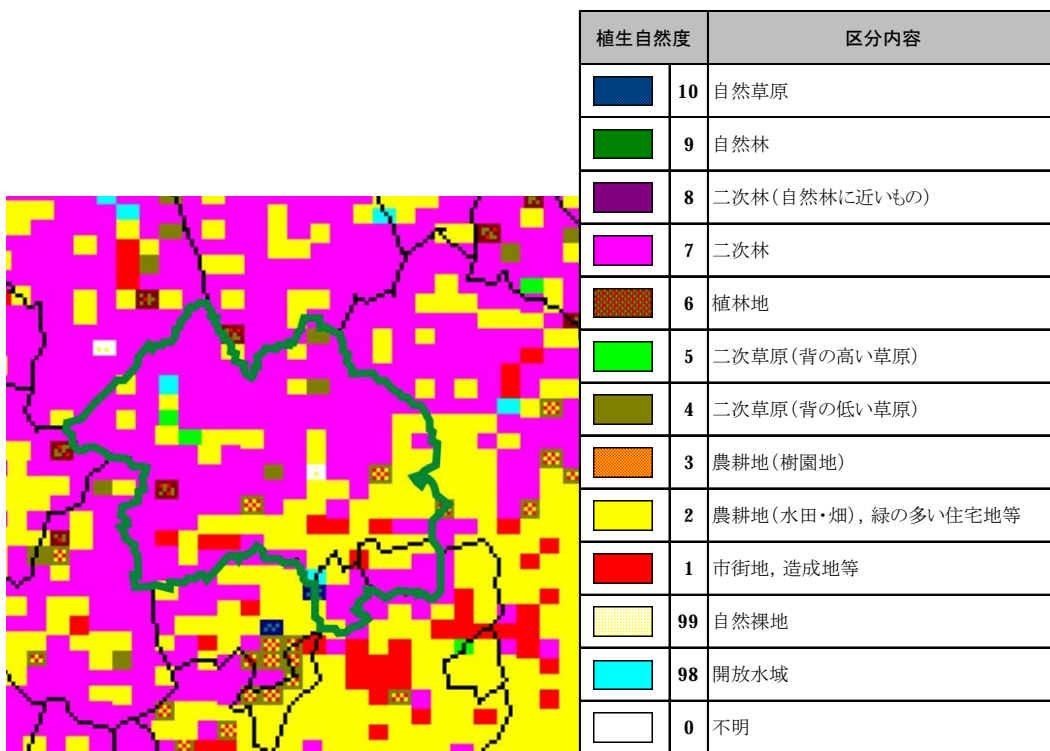 植生自然度 区分内容
10 自然草原
9 自然林
8 二次林(自然林に近いもの)
7 二次林
6 植林地
5 二次草原(背の高い草原)
4 二次草原(背の低い草原)
3 農耕地(樹園地)
2 農耕地(水田・畑), 緑の多い住宅地等
1 市街地, 造成地等
99 自然裸地
98 開放水域
0 不明